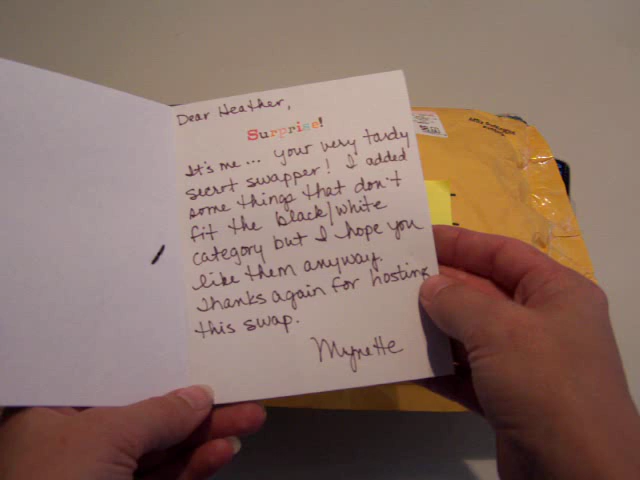 Dear Heather,
Surprise!
It's me... your very tardy
secret swapper! I added
some things that don't
fit the black/white
category but I hope you
like them anyway.
Thanks again for hosting
this swap.
Mynette